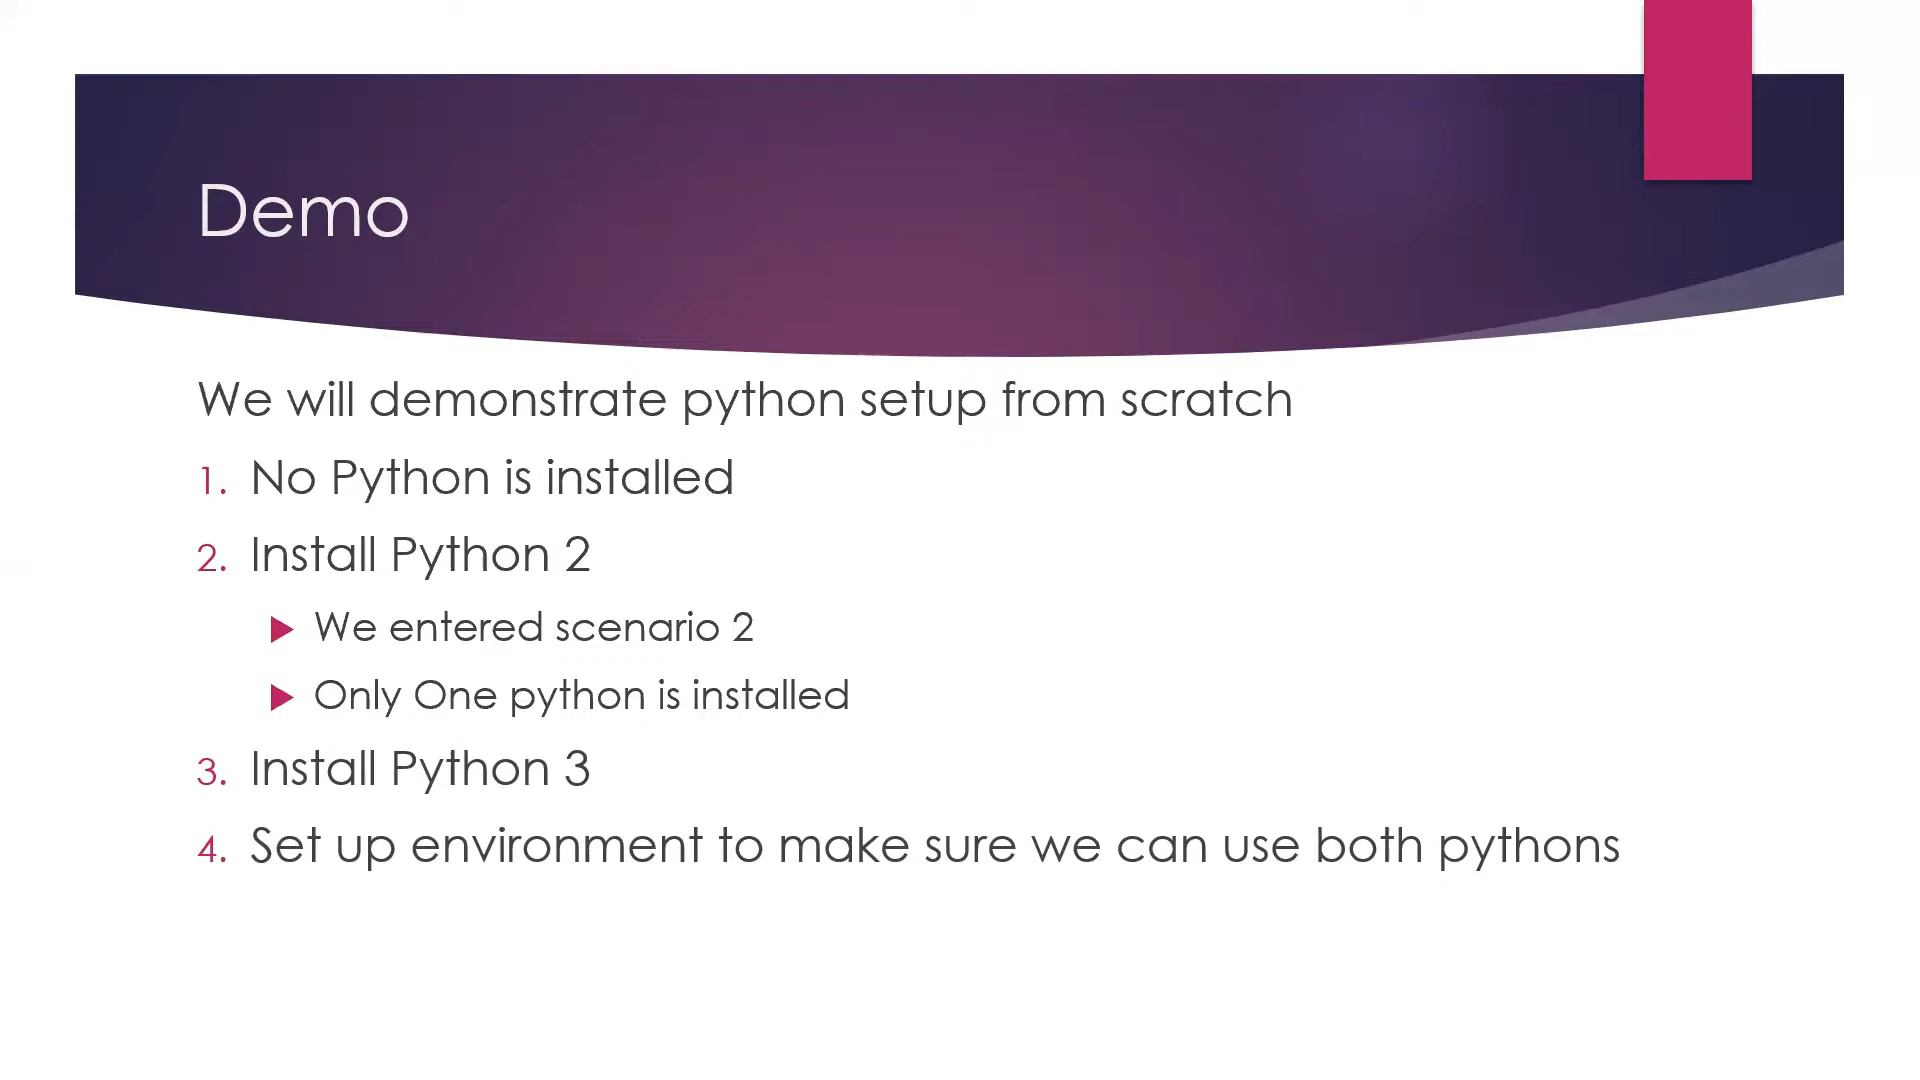 Demo
We will demonstrate python setup from scratch
1. No Python is installed
2. Install Python 2
We entered scenario 2
Only One python is installed
3. Install Python 3
4. Set up environment to make sure we can use both pythons